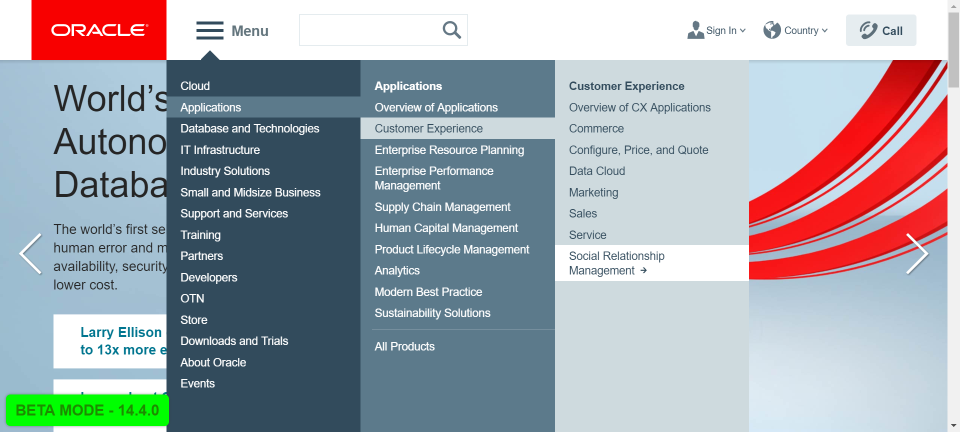 ORACLE
Menu
Sign In
Country
Call
World's
Autono
Databa
The world's first se
human error and m
availability, security
lower cost.
Larry Ellison
to 13x more e
BETA MODE - 14.4.0
Cloud
Applications
Database and Technologies
IT Infrastructure
Industry Solutions
Small and Midsize Business
Support and Services
Training
Partners
Developers
OTN
Store
Downloads and Trials
About Oracle
Events
Applications
Overview of Applications
Customer Experience
Enterprise Resource Planning
Enterprise Performance
Management
Supply Chain Management
Human Capital Management
Product Lifecycle Management
Analytics
Modern Best Practice
Sustainability Solutions
All Products
Customer Experience
Overview of CX Applications
Commerce
Configure, Price, and Quote
Data Cloud
Marketing
Sales
Service
Social Relationship
Management →